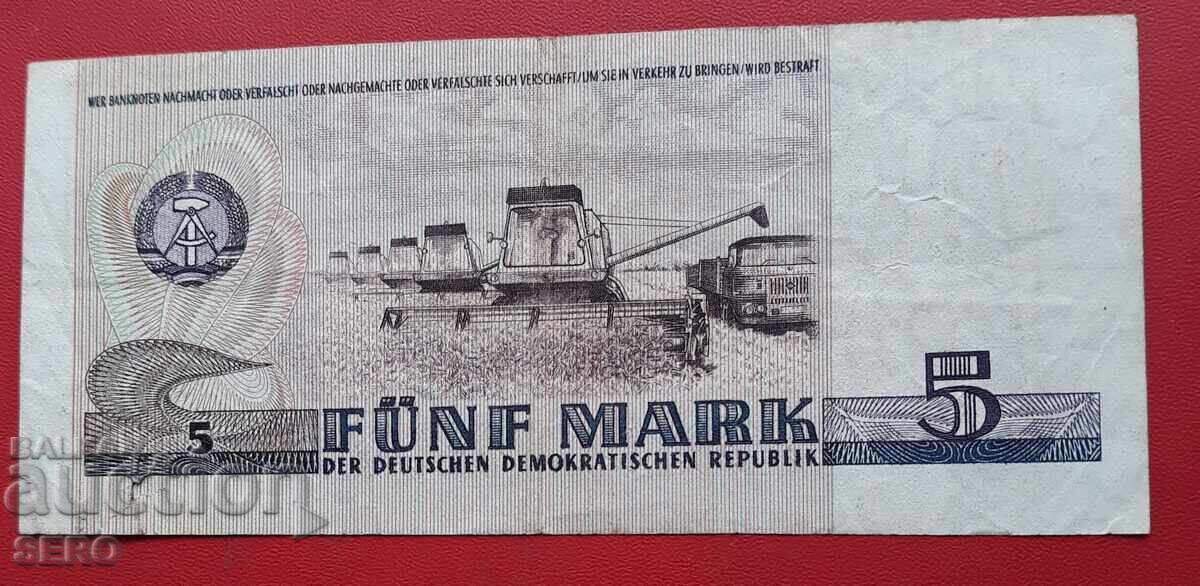 WER BANKNOTEN NACHMACHT ODER VERFÄLSCHT ODER NACHGEMACHTE ODER VERFÄLSCHTE SICH VERSCHAFFT/UM SIE IN VERKEHR ZU BRINGEN/WIRD BESTRAFT
5
5
FÜNF MARK
DER DEUTSCHEN DEMOKRATISCHEN REPUBLIK
BALKAN
auction
SERO